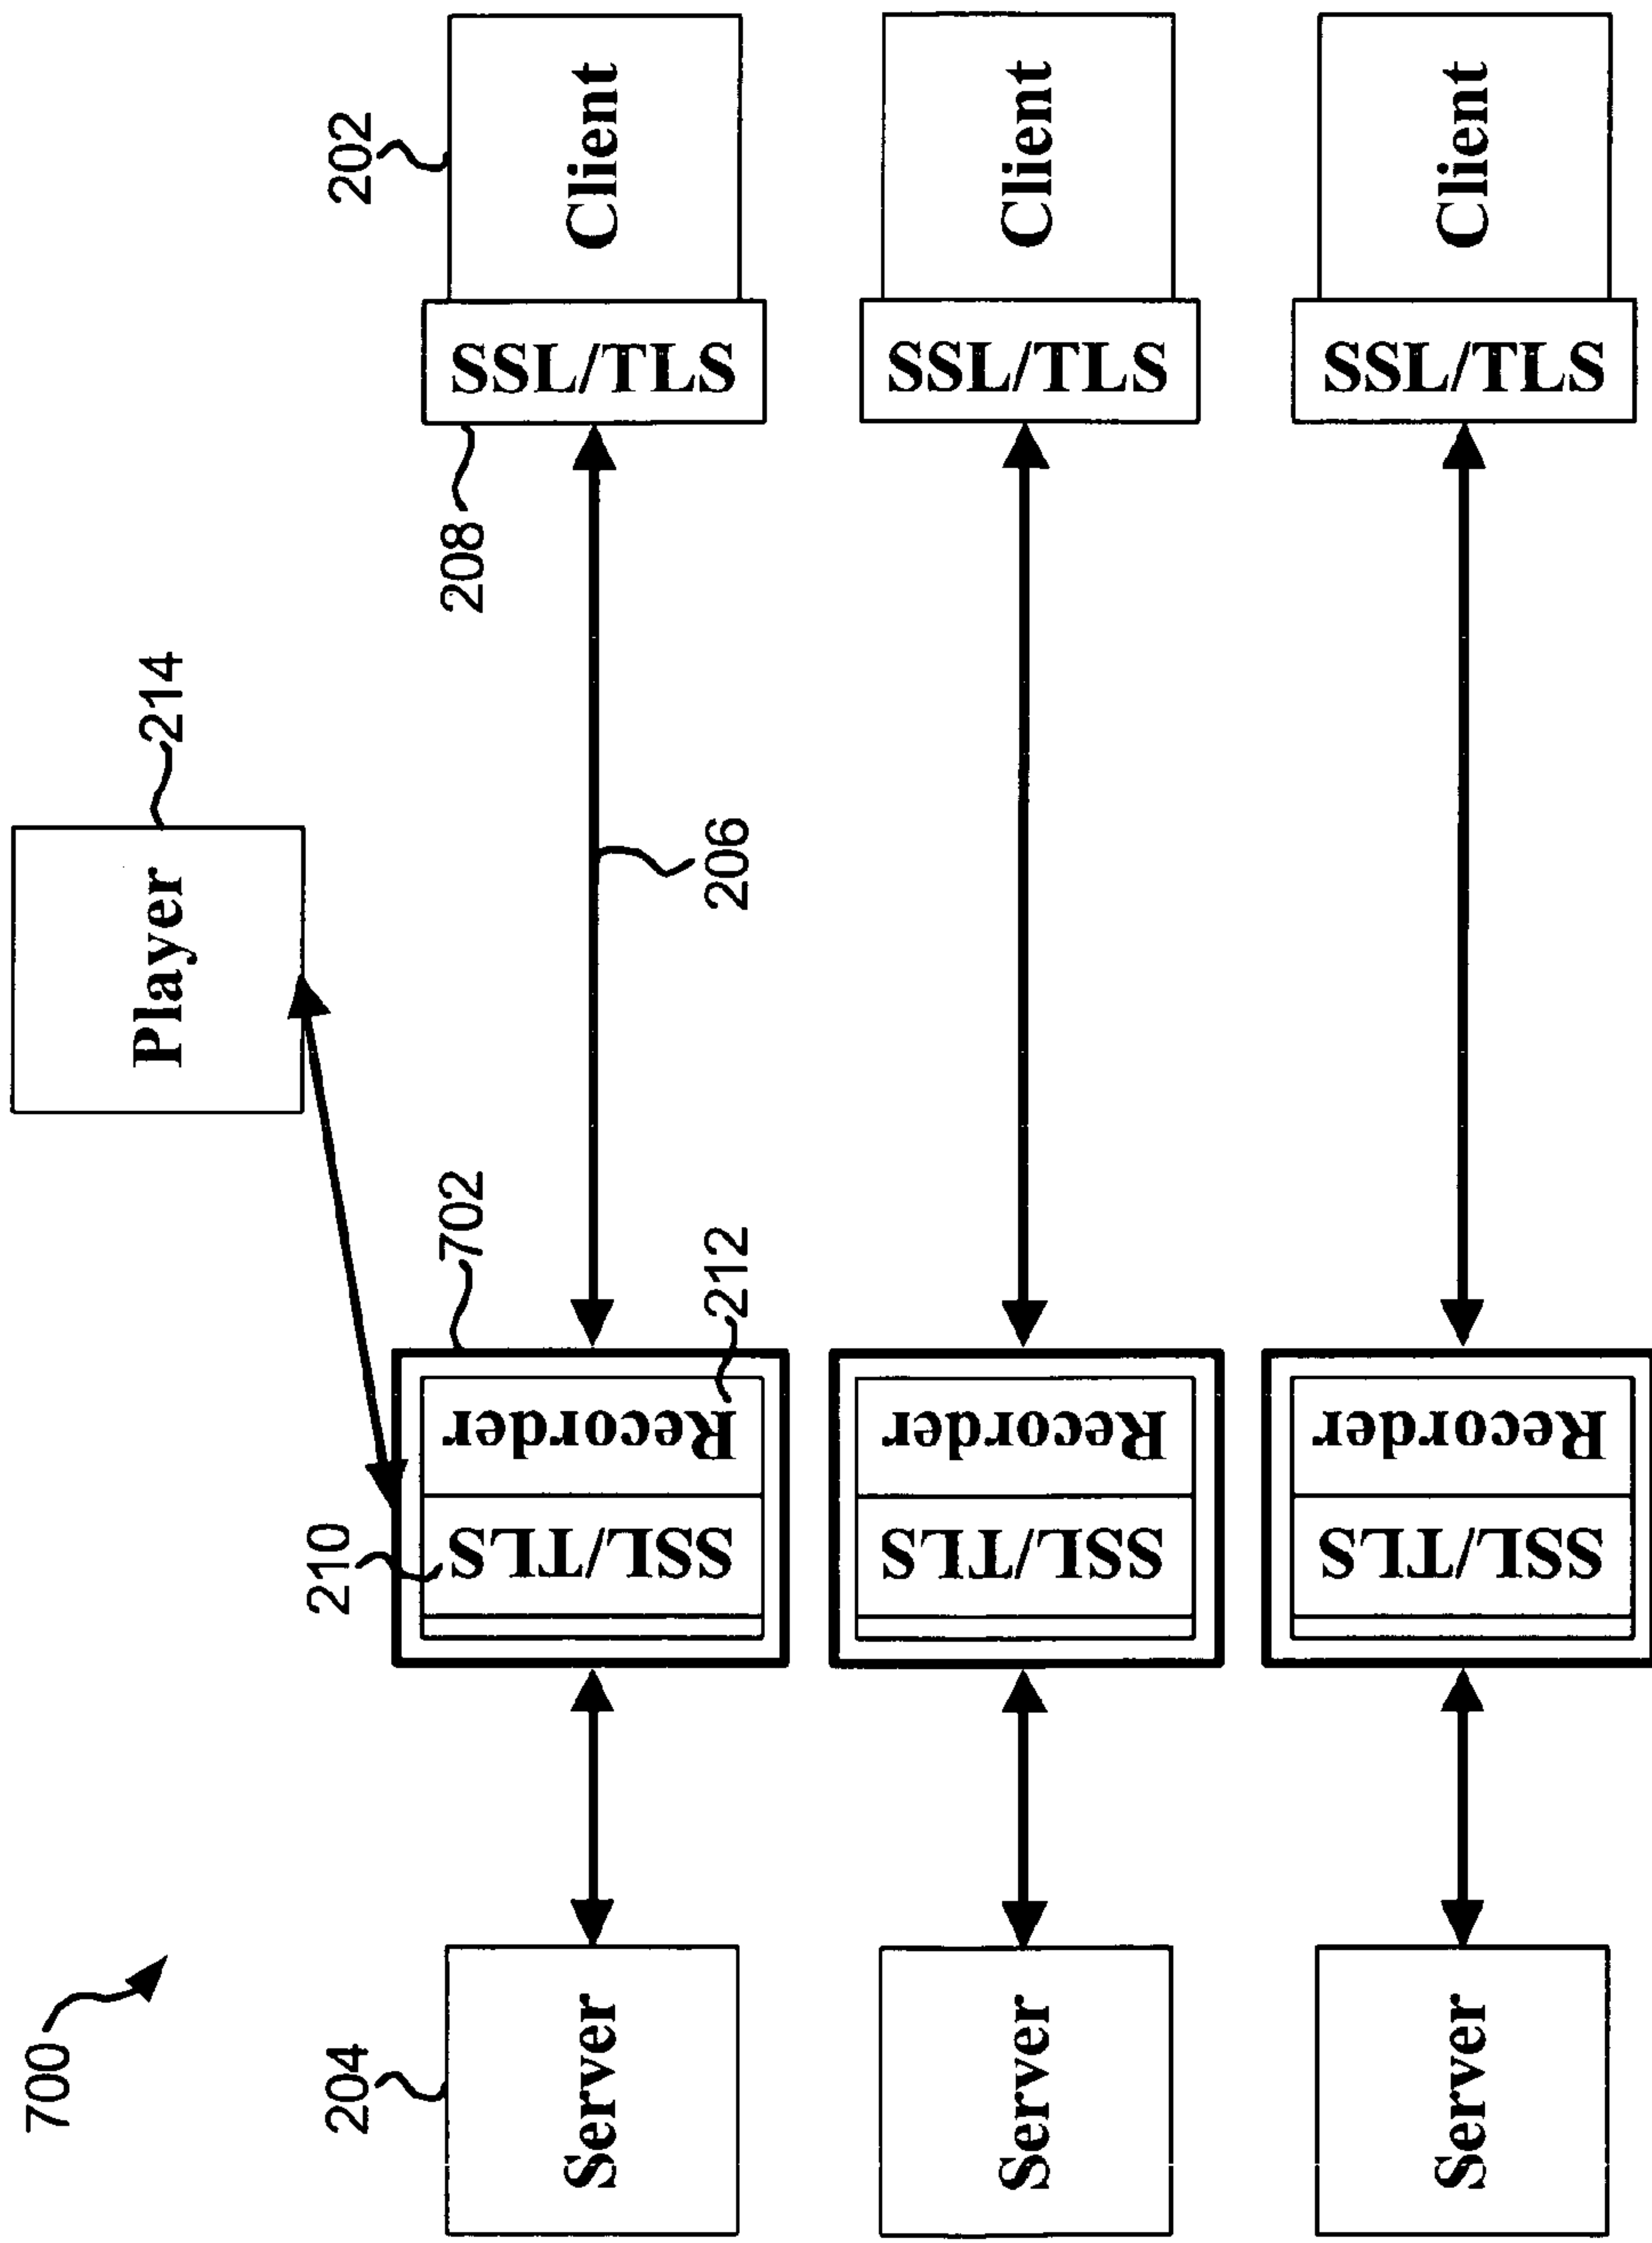 700
Player
214
204
210
702
208
202
Server
SSL/TLS
Recorder
SSL/TLS
Client
212
206
Server
SSL/TLS
Recorder
SSL/TLS
Client
Server
SSL/TLS
Recorder
SSL/TLS
Client